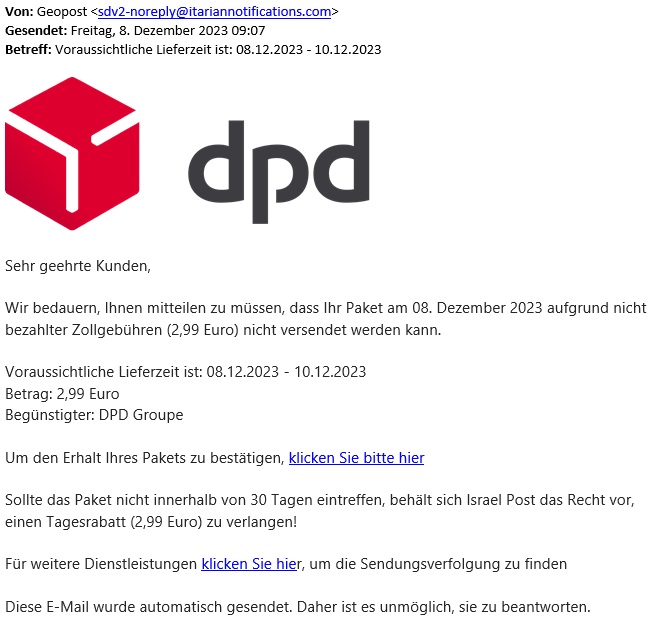 Von: Geopost <sdv2-noreply@itariannotifications.com>
Gesendet: Freitag, 8. Dezember 2023 09:07
Betreff: Voraussichtliche Lieferzeit ist: 08.12.2023 - 10.12.2023
dpd
Sehr geehrte Kunden,
Wir bedauern, Ihnen mitteilen zu müssen, dass Ihr Paket am 08. Dezember 2023 aufgrund nicht
bezahlter Zollgebühren (2,99 Euro) nicht versendet werden kann.
Voraussichtliche Lieferzeit ist: 08.12.2023 - 10.12.2023
Betrag: 2,99 Euro
Begünstigter: DPD Groupe
Um den Erhalt Ihres Pakets zu bestätigen, klicken Sie bitte hier
Sollte das Paket nicht innerhalb von 30 Tagen eintreffen, behält sich Israel Post das Recht vor,
einen Tagesrabatt (2,99 Euro) zu verlangen!
Für weitere Dienstleistungen klicken Sie hier, um die Sendungsverfolgung zu finden
Diese E-Mail wurde automatisch gesendet. Daher ist es unmöglich, sie zu beantworten.